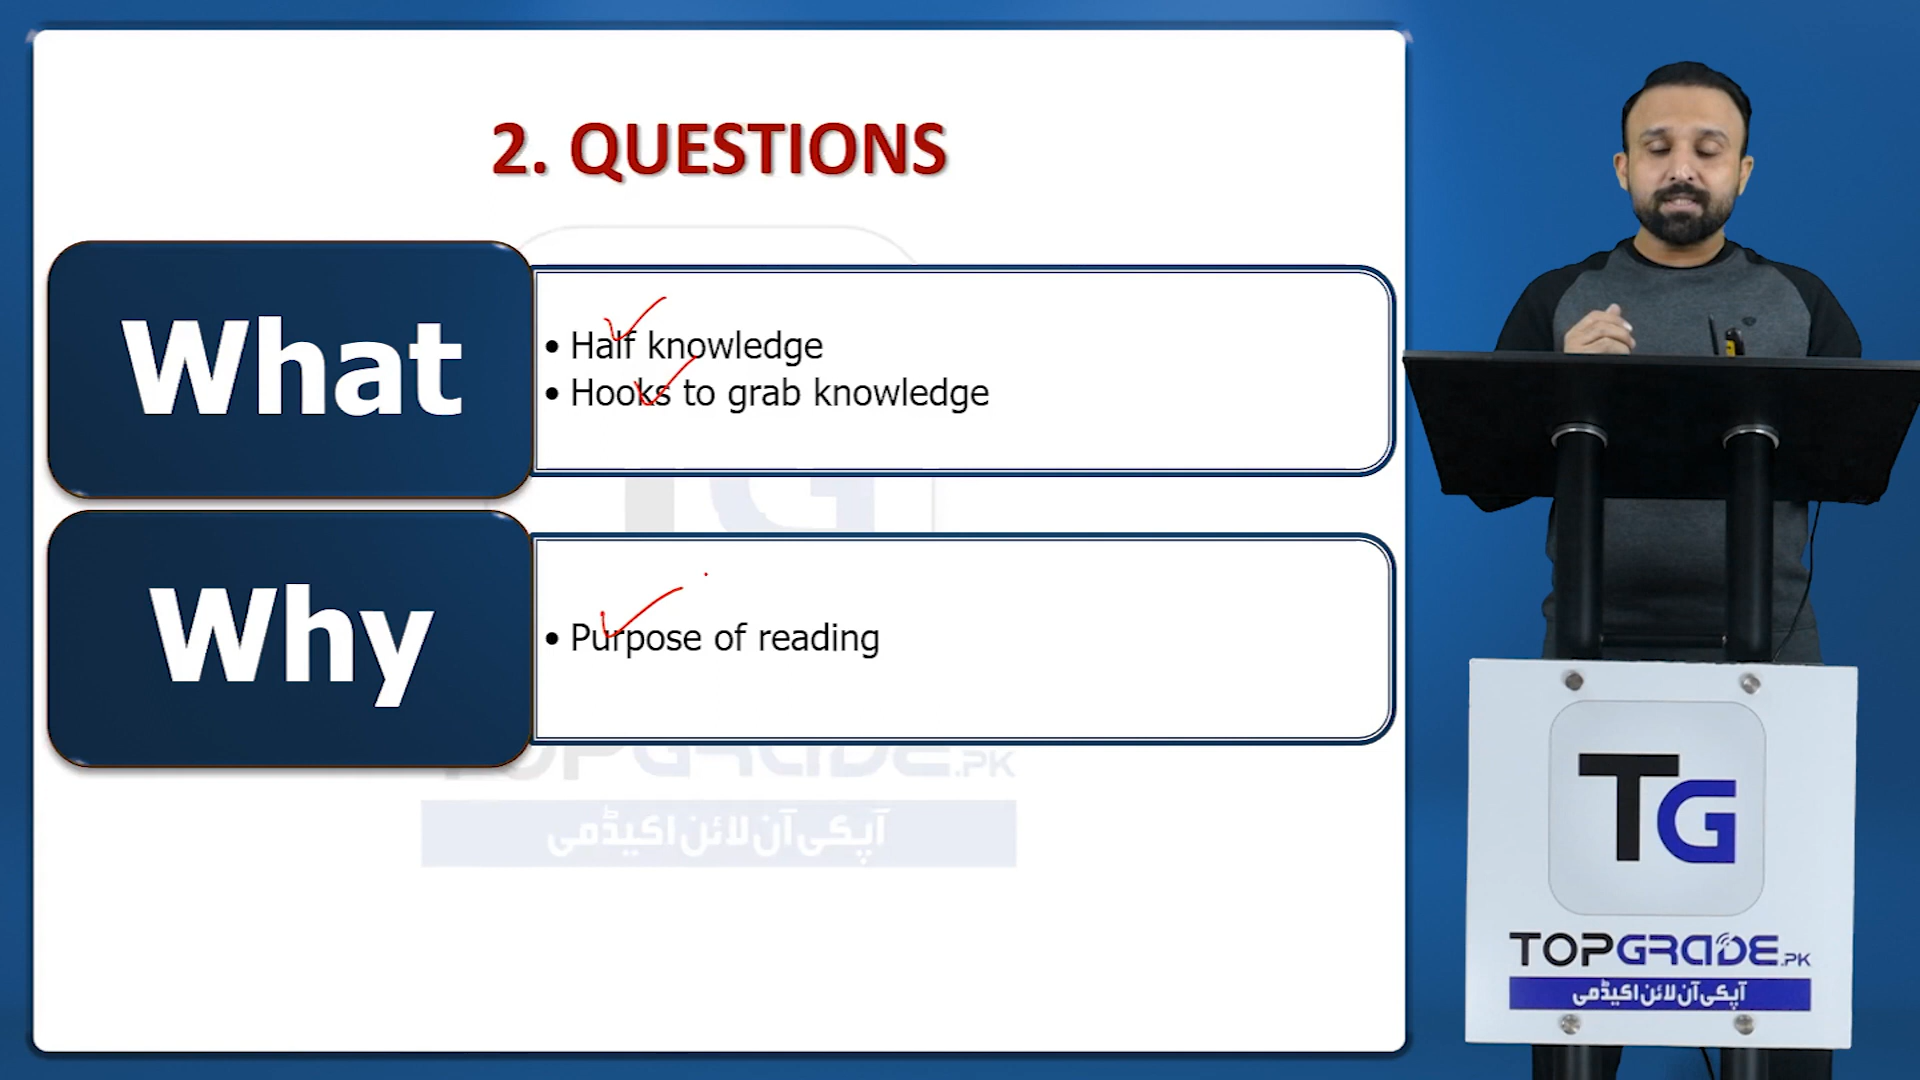 2. QUESTIONS
What
• Half knowledge
• Hooks to grab knowledge
Why
• Purpose of reading
TG
TOPGRADE.PK
آپکی آن لائن اکیڈمی
TG
TOPGRADE.PK
آپکی آن لائن اکیڈمی